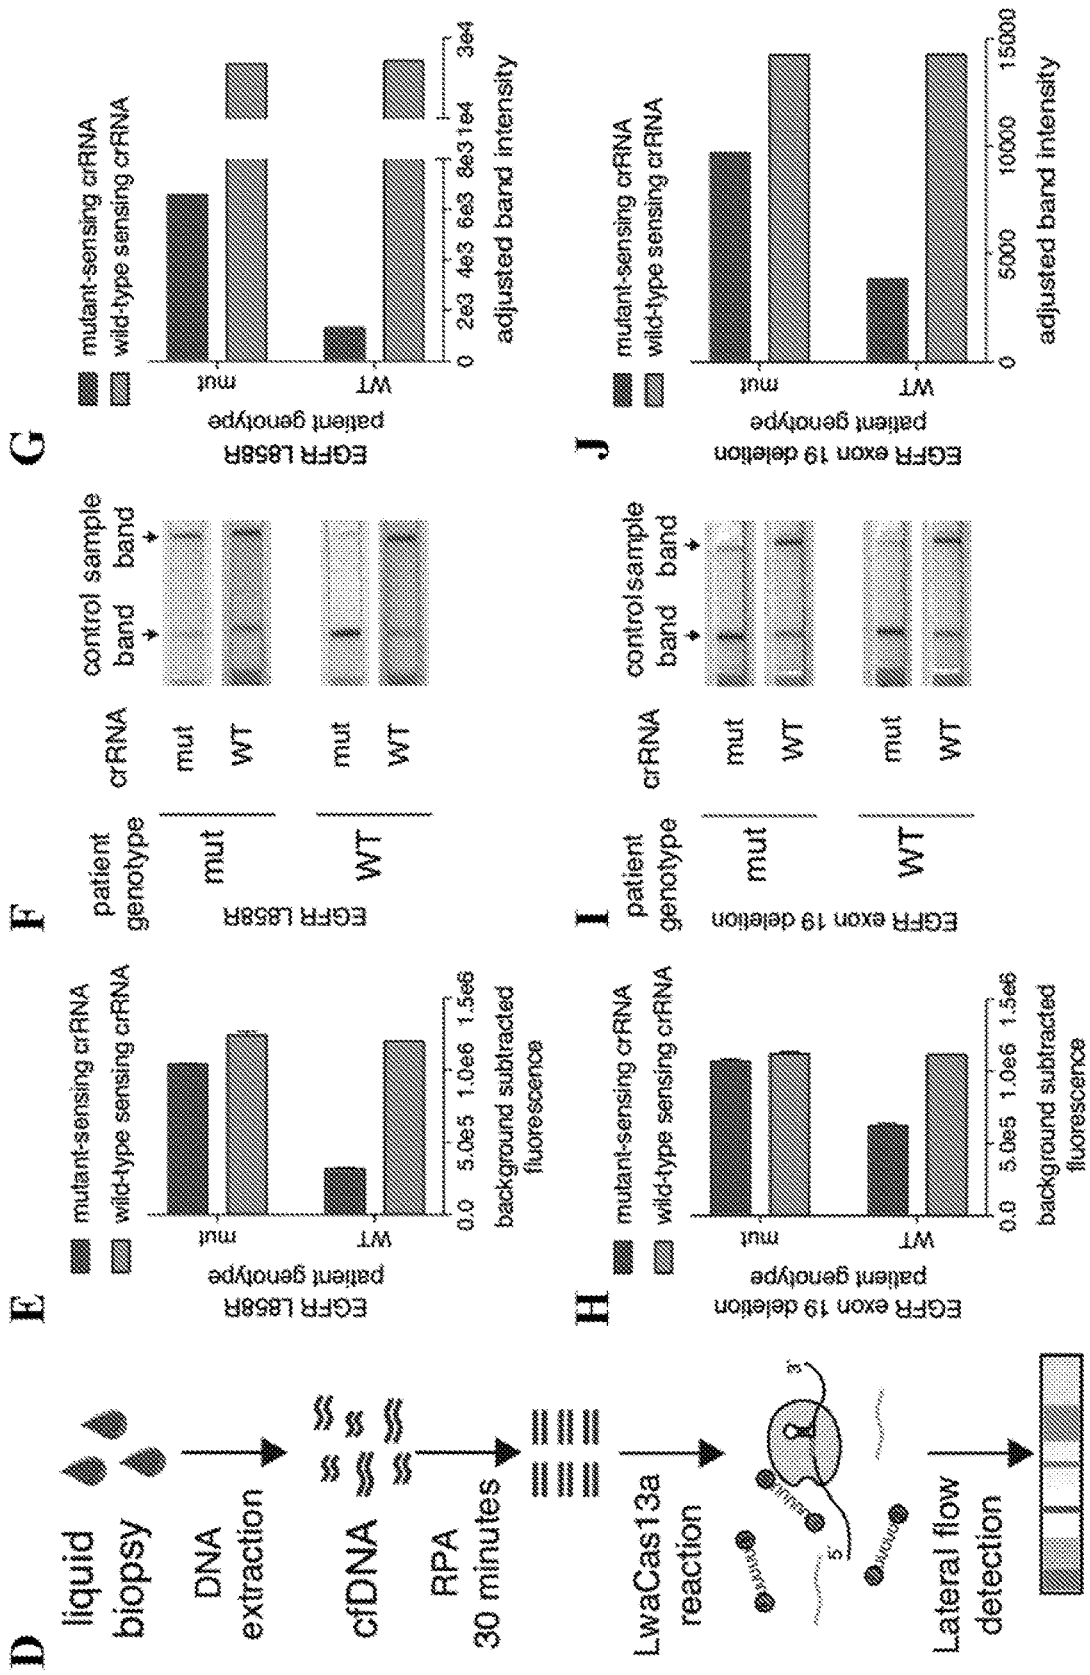 D
liquid
biopsy
DNA
extraction
cfDNA
RPA
30 minutes
LwaCas13a
reaction
5'
3'
Lateral flow
detection
E
mutant-sensing crRNA
wild-type sensing crRNA
EGFR L858R
patient genotype
mut
WT
0.0 5.0e5 1.0e6 1.5e6
background subtracted
fluorescence
F
patient
genotype
crRNA
control sample
band band
EGFR L858R
mut
mut
WT
WT
mut
WT
G
mutant-sensing crRNA
wild-type sensing crRNA
EGFR L858R
patient genotype
mut
WT
0 2e3 4e3 6e3 8e3 1e4 3e4
adjusted band intensity
H
mutant-sensing crRNA
wild-type sensing crRNA
EGFR exon 19 deletion
patient genotype
mut
WT
0.0 5.0e5 1.0e6 1.5e6
background subtracted
fluorescence
I
patient
genotype
crRNA
control sample
band band
EGFR exon 19 deletion
mut
mut
WT
WT
mut
WT
J
mutant-sensing crRNA
wild-type sensing crRNA
EGFR exon 19 deletion
patient genotype
mut
WT
0 5000 10000 15000
adjusted band intensity